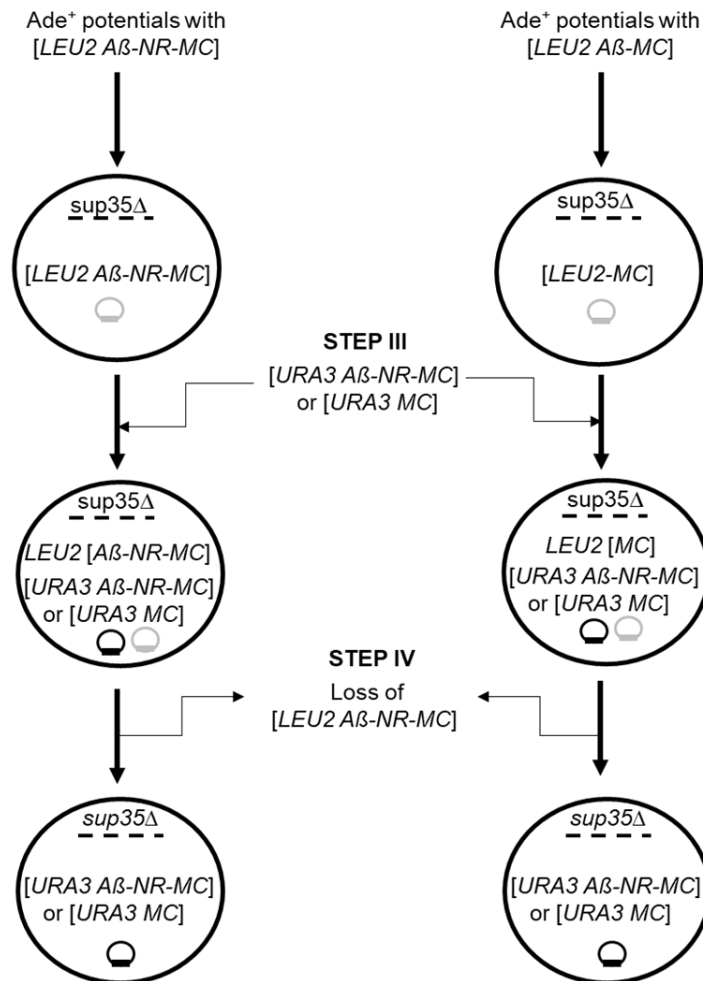 Ade⁺ potentials with
[LEU2 Aß-NR-MC]
Ade⁺ potentials with
[LEU2 Aß-MC]
sup35Δ
[LEU2 Aß-NR-MC]
sup35Δ
[LEU2-MC]
STEP III
[URA3 Aß-NR-MC]
or [URA3 MC]
sup35Δ
LEU2 [Aß-NR-MC]
[URA3 Aß-NR-MC]
or [URA3 MC]
sup35Δ
LEU2 [MC]
[URA3 Aß-NR-MC]
or [URA3 MC]
STEP IV
Loss of
[LEU2 Aß-NR-MC]
sup35Δ
[URA3 Aß-NR-MC]
or [URA3 MC]
sup35Δ
[URA3 Aß-NR-MC]
or [URA3 MC]